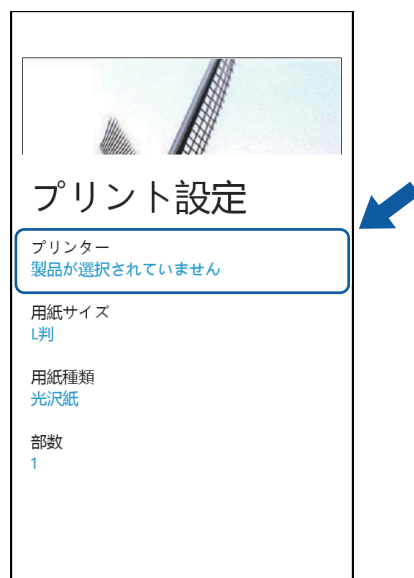 プリント設定
プリンター
製品が選択されていません
用紙サイズ
L判
用紙種類
光沢紙
部数
1